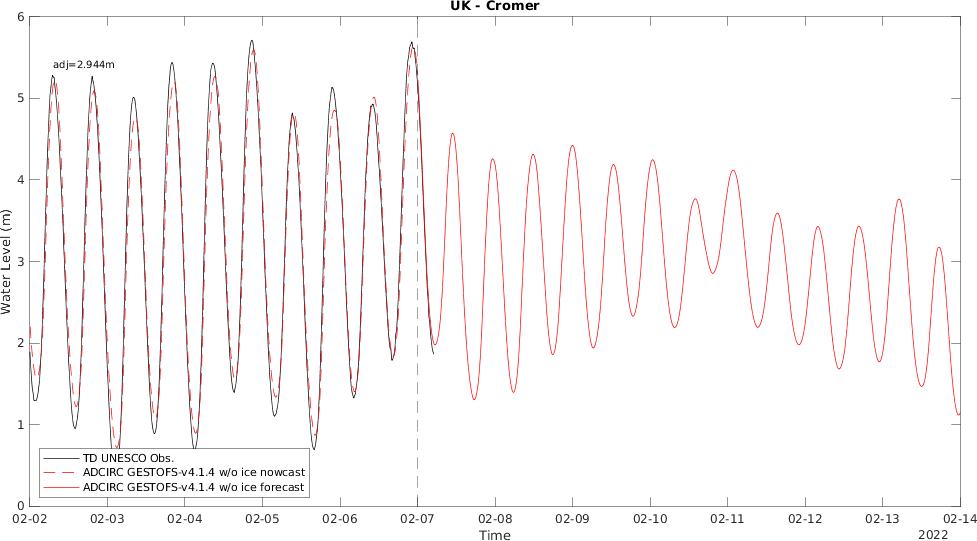 UK - Cromer
adj=2.944m
6
5
4
3
2
1
0
Water Level (m)
TD UNESCO Obs.
ADCIRC GESTOFS-v4.1.4 w/o ice nowcast
ADCIRC GESTOFS-v4.1.4 w/o ice forecast
02-02 02-03 02-04 02-05 02-06 02-07 02-08 02-09 02-10 02-11 02-12 02-13 02-14
Time
2022